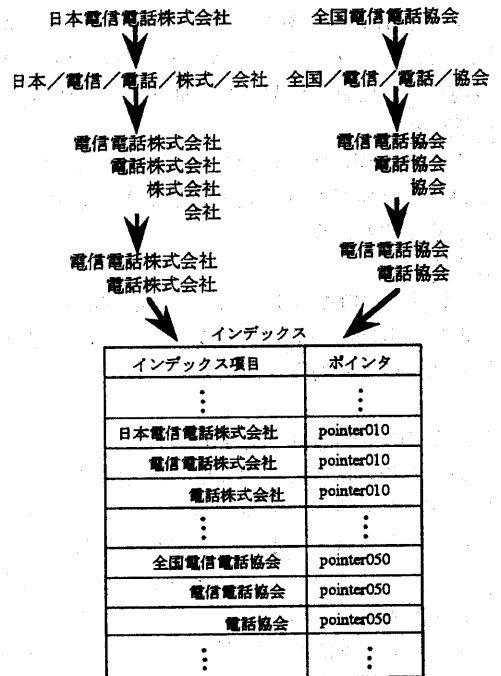 日本電信電話株式会社
全国電信電話協会
日本／電信／電話／株式／会社
全国／電信／電話／協会
電信電話株式会社
電話株式会社
株式会社
会社
電信電話協会
電話協会
協会
電信電話株式会社
電話株式会社
電信電話協会
電話協会
インデックス
インデックス項目 ポインタ
日本電信電話株式会社 pointer010
電信電話株式会社 pointer010
電話株式会社 pointer010
全国電信電話協会 pointer050
電信電話協会 pointer050
電話協会 pointer050